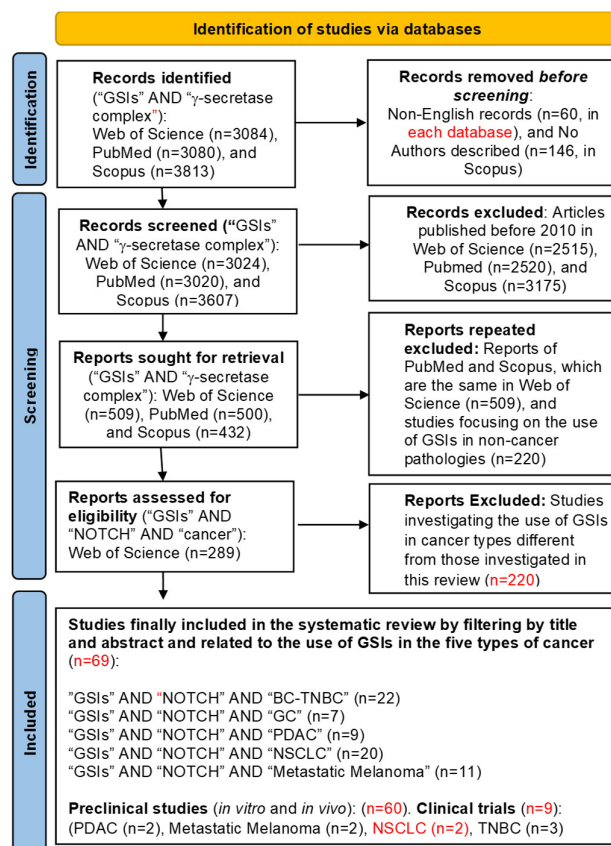 Identification of studies via databases
Identification
Records identified
(“GSIs” AND “γ-secretase
complex”):
Web of Science (n=3084),
PubMed (n=3080), and
Scopus (n=3813)
Records removed before
screening:
Non-English records (n=60, in
each database), and No
Authors described (n=146, in
Scopus)
Screening
Records screened (“GSIs”
AND “γ-secretase complex”):
Web of Science (n=3024),
PubMed (n=3020), and
Scopus (n=3607)
Records excluded: Articles
published before 2010 in
Web of Science (n=2515),
Pubmed (n=2520), and
Scopus (n=3175)
Reports sought for retrieval
(“GSIs” AND “γ-secretase
complex”): Web of Science
(n=509), PubMed (n=500),
and Scopus (n=432)
Reports repeated
excluded: Reports of
PubMed and Scopus, which
are the same in Web of
Science (n=509), and
studies focusing on the use
of GSIs in non-cancer
pathologies (n=220)
Reports assessed for
eligibility (“GSIs” AND
“NOTCH” AND “cancer”):
Web of Science (n=289)
Reports Excluded: Studies
investigating the use of GSIs
in cancer types different
from those investigated in
this review (n=220)
Included
Studies finally included in the systematic review by filtering by title
and abstract and related to the use of GSIs in the five types of cancer
(n=69):
”GSIs” AND “NOTCH” AND “BC-TNBC” (n=22)
“GSIs” AND “NOTCH” AND “GC” (n=7)
“GSIs” AND “NOTCH” AND “PDAC” (n=9)
“GSIs” AND “NOTCH” AND “NSCLC” (n=20)
“GSIs” AND “NOTCH” AND “Metastatic Melanoma” (n=11)
Preclinical studies (in vitro and in vivo): (n=60). Clinical trials (n=9):
(PDAC (n=2), Metastatic Melanoma (n=2), NSCLC (n=2), TNBC (n=3)